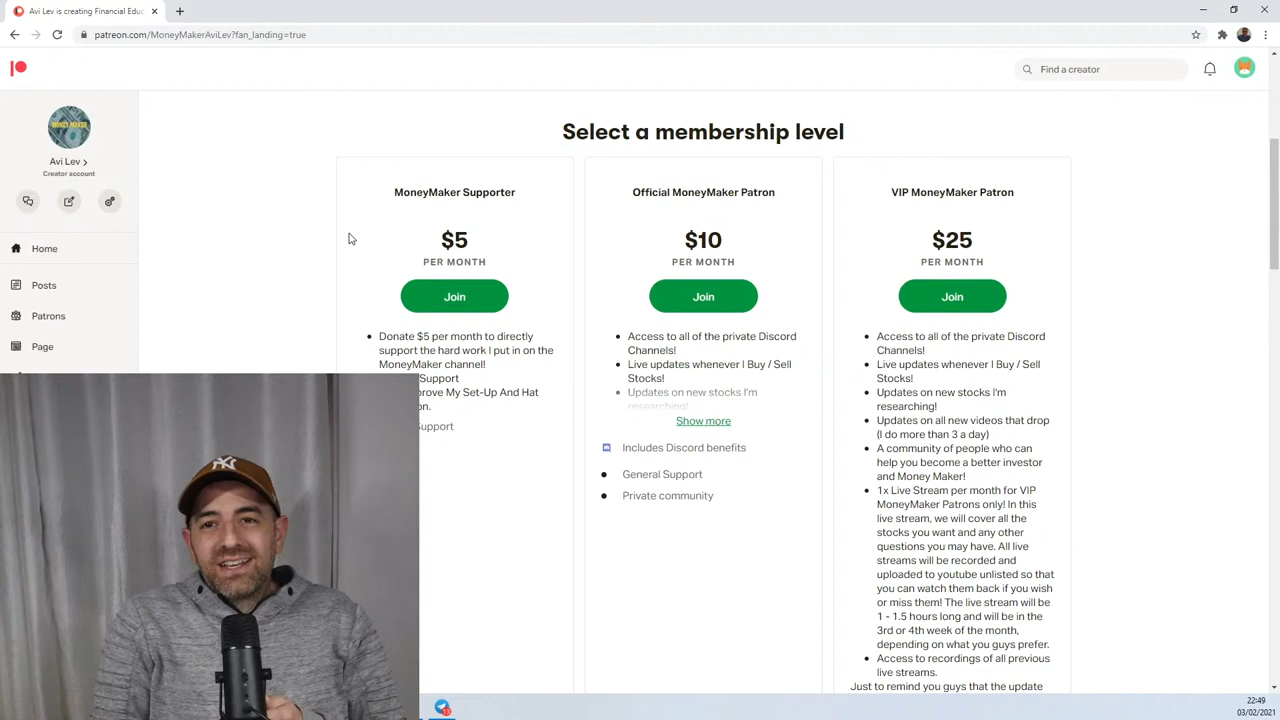 Avi Lev is creating Financial Educ
patreon.com/MoneyMakerAviLev?fan_landing=true
Find a creator
MONEY MAKER
Avi Lev
Creator account
Home
Posts
Patrons
Page
Select a membership level
MoneyMaker Supporter
$5
PER MONTH
Join
Donate $5 per month to directly
support the hard work I put in on the
MoneyMaker channel!
Support
prove My Set-Up And Hat
n.
Support
Official MoneyMaker Patron
$10
PER MONTH
Join
Access to all of the private Discord
Channels!
Live updates whenever I Buy / Sell
Stocks!
Updates on new stocks I'm
researching!
Show more
Includes Discord benefits
General Support
Private community
VIP MoneyMaker Patron
$25
PER MONTH
Join
Access to all of the private Discord
Channels!
Live updates whenever I Buy / Sell
Stocks!
Updates on new stocks I'm
researching!
Updates on all new videos that drop
(I do more than 3 a day)
A community of people who can
help you become a better investor
and Money Maker!
1x Live Stream per month for VIP
MoneyMaker Patrons only! In this
live stream, we will cover all the
stocks you want and any other
questions you may have. All live
streams will be recorded and
uploaded to youtube unlisted so that
you can watch them back if you wish
or miss them! The live stream will be
1 - 1.5 hours long and will be in the
3rd or 4th week of the month,
depending on what you guys prefer.
Access to recordings of all previous
live streams.
Just to remind you guys that the update
22:49
03/02/2021